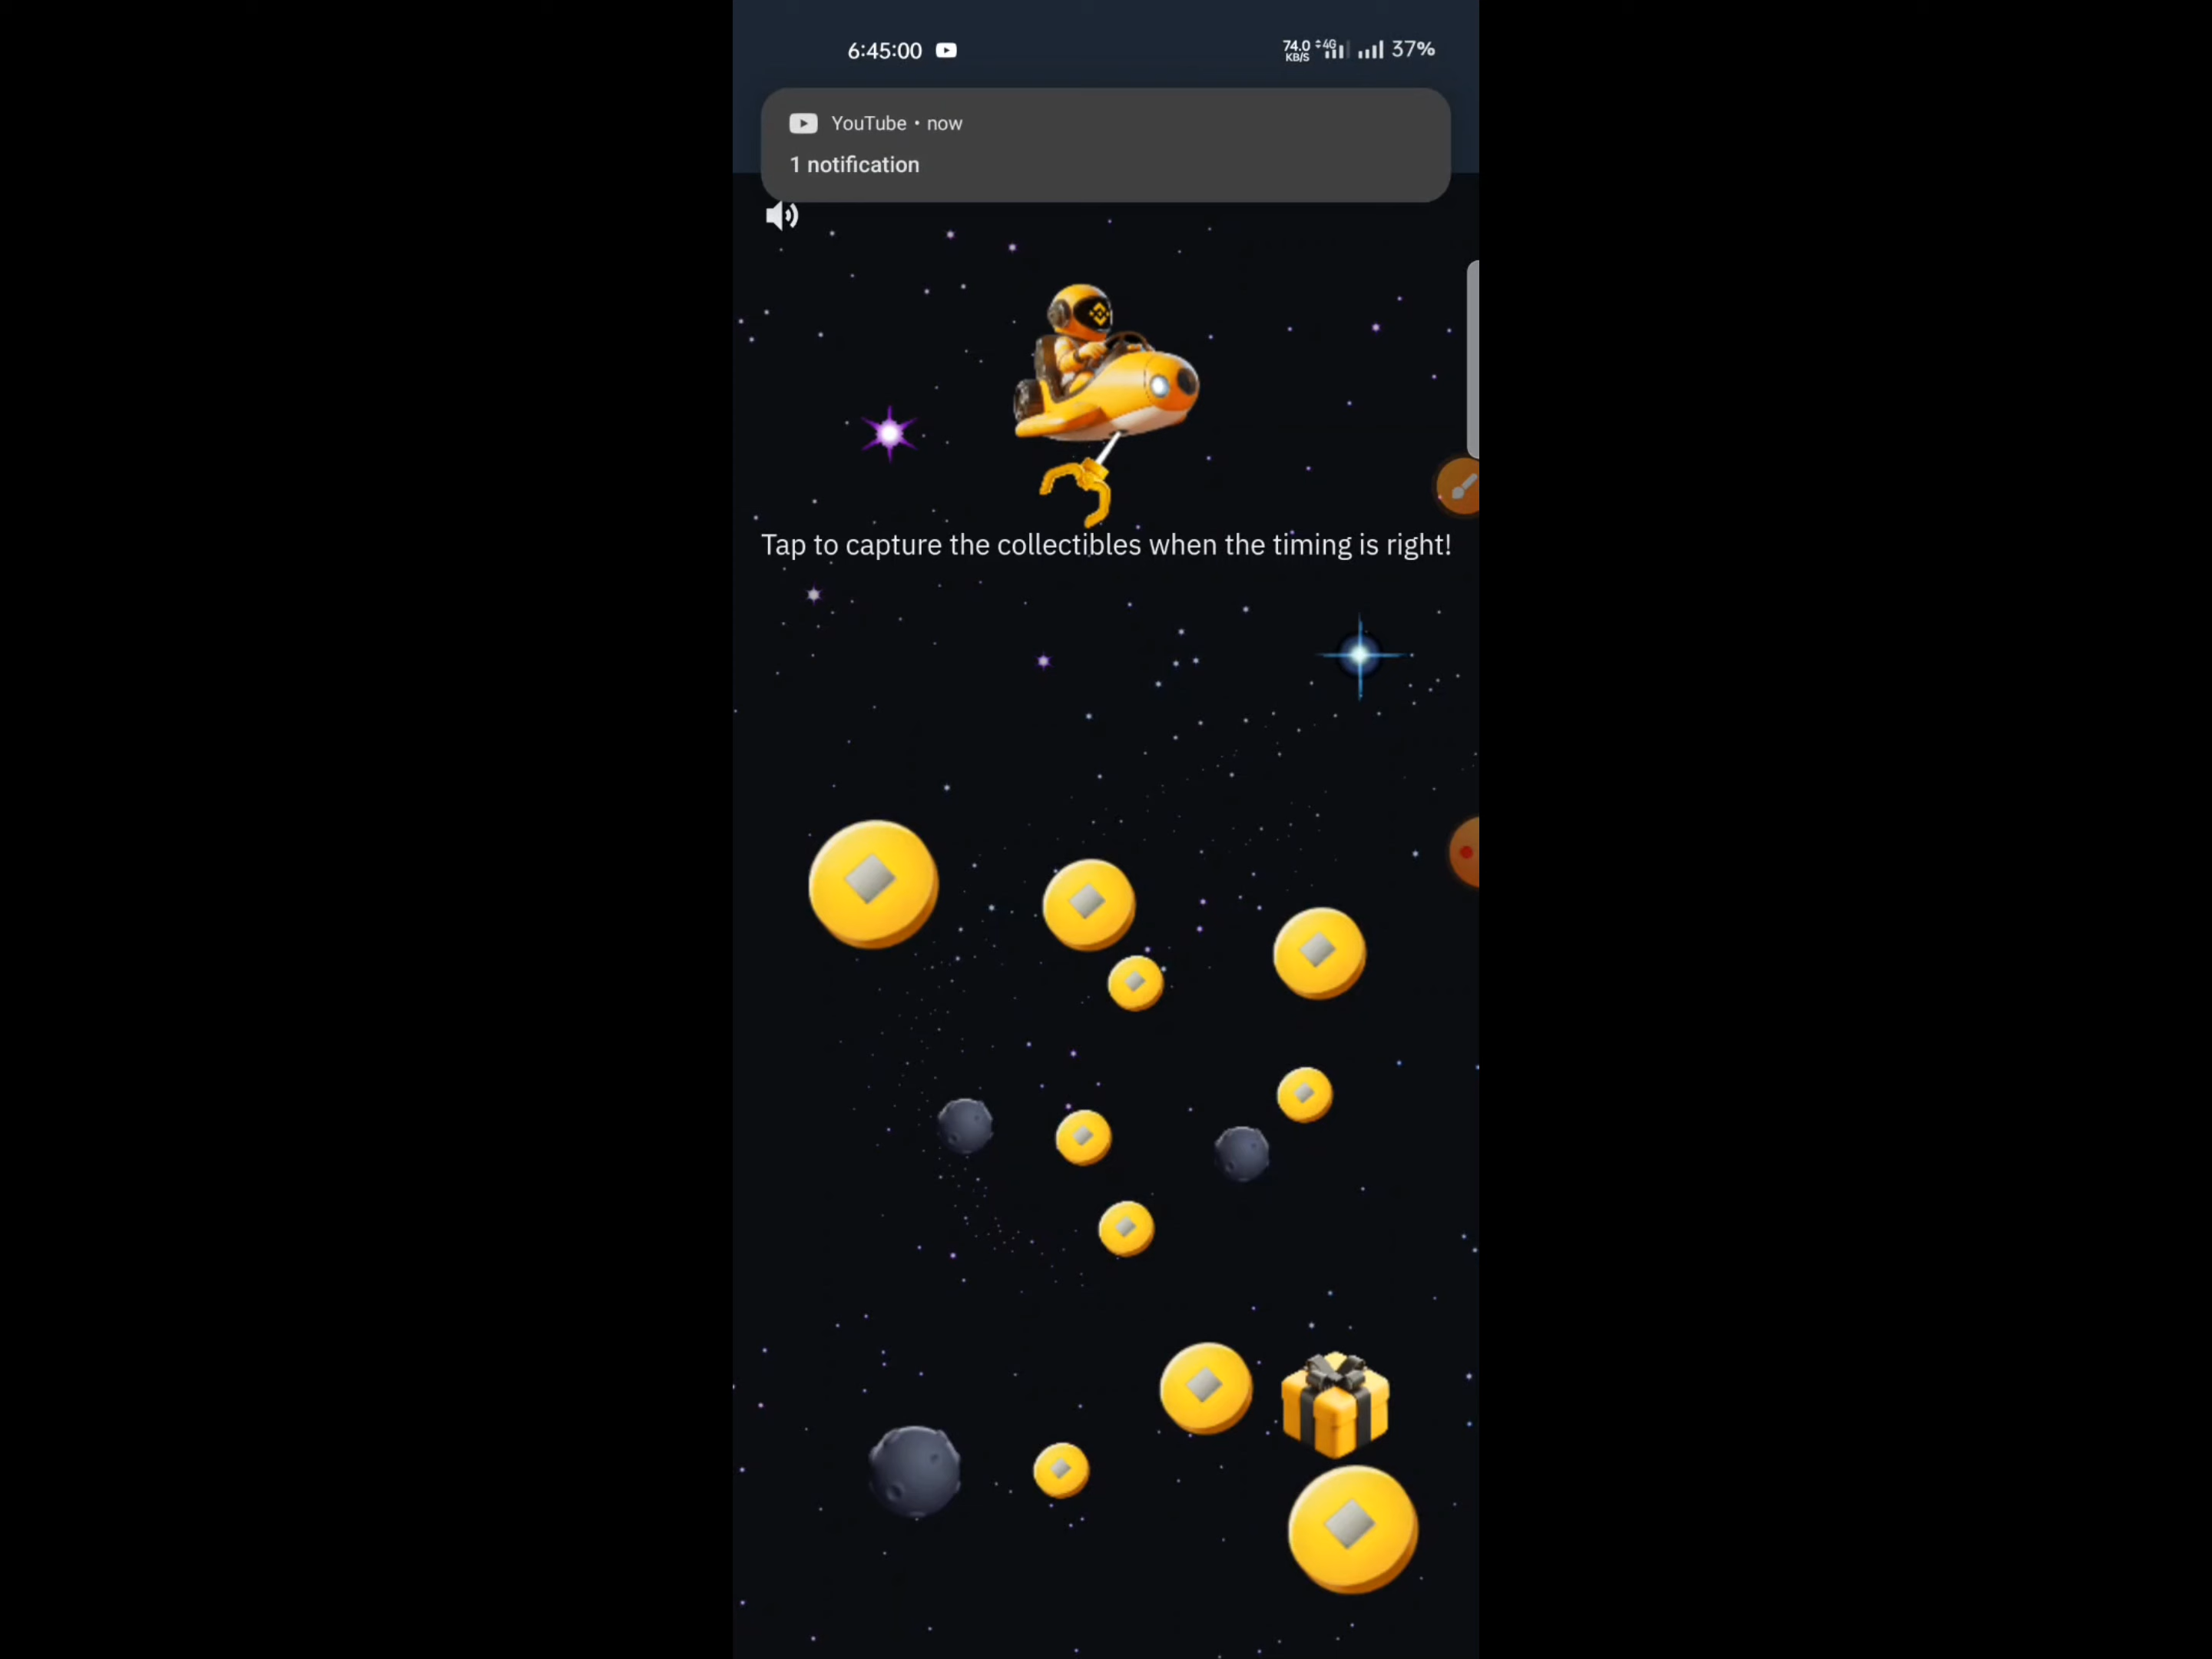 6:45:00 74.0 KB/S 4G 37%
YouTube • now
1 notification
Tap to capture the collectibles when the timing is right!